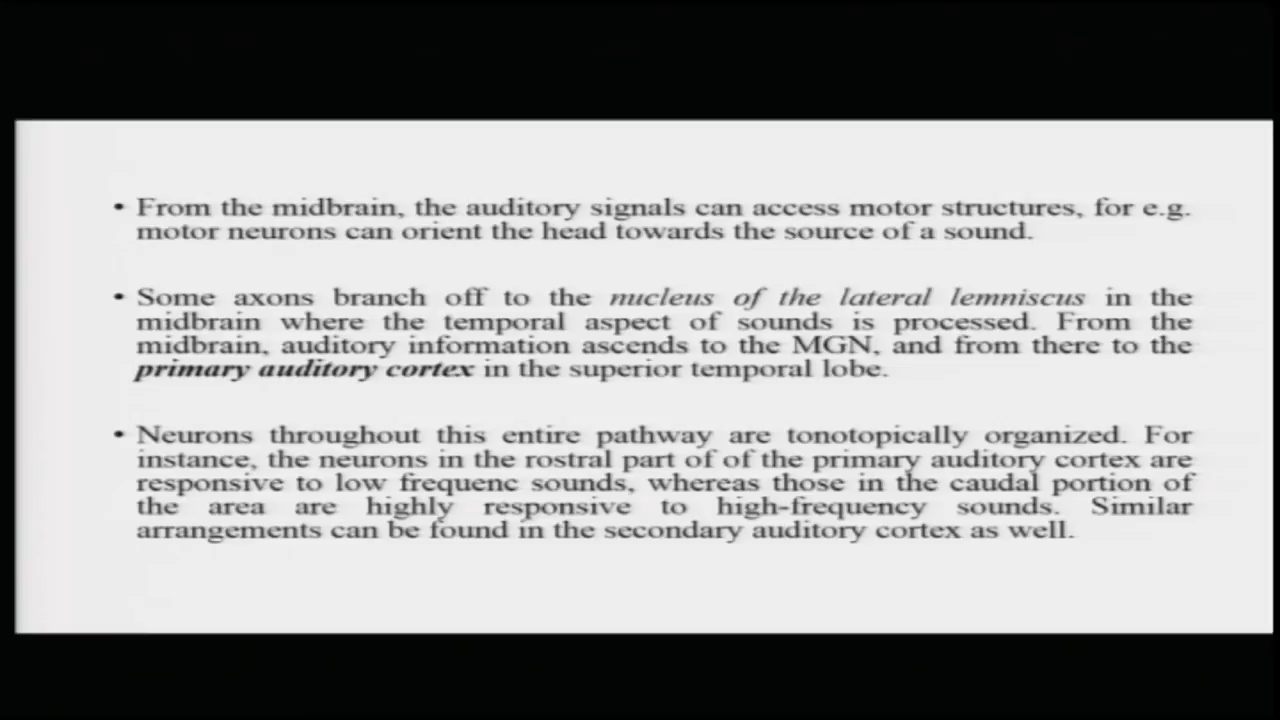 • From the midbrain, the auditory signals can access motor structures, for e.g.
motor neurons can orient the head towards the source of a sound.
• Some axons branch off to the nucleus of the lateral lemniscus in the
midbrain where the temporal aspect of sounds is processed. From the
midbrain, auditory information ascends to the MGN, and from there to the
primary auditory cortex in the superior temporal lobe.
• Neurons throughout this entire pathway are tonotopically organized. For
instance, the neurons in the rostral part of of the primary auditory cortex are
responsive to low frequenc sounds, whereas those in the caudal portion of
the area are highly responsive to high-frequency sounds. Similar
arrangements can be found in the secondary auditory cortex as well.